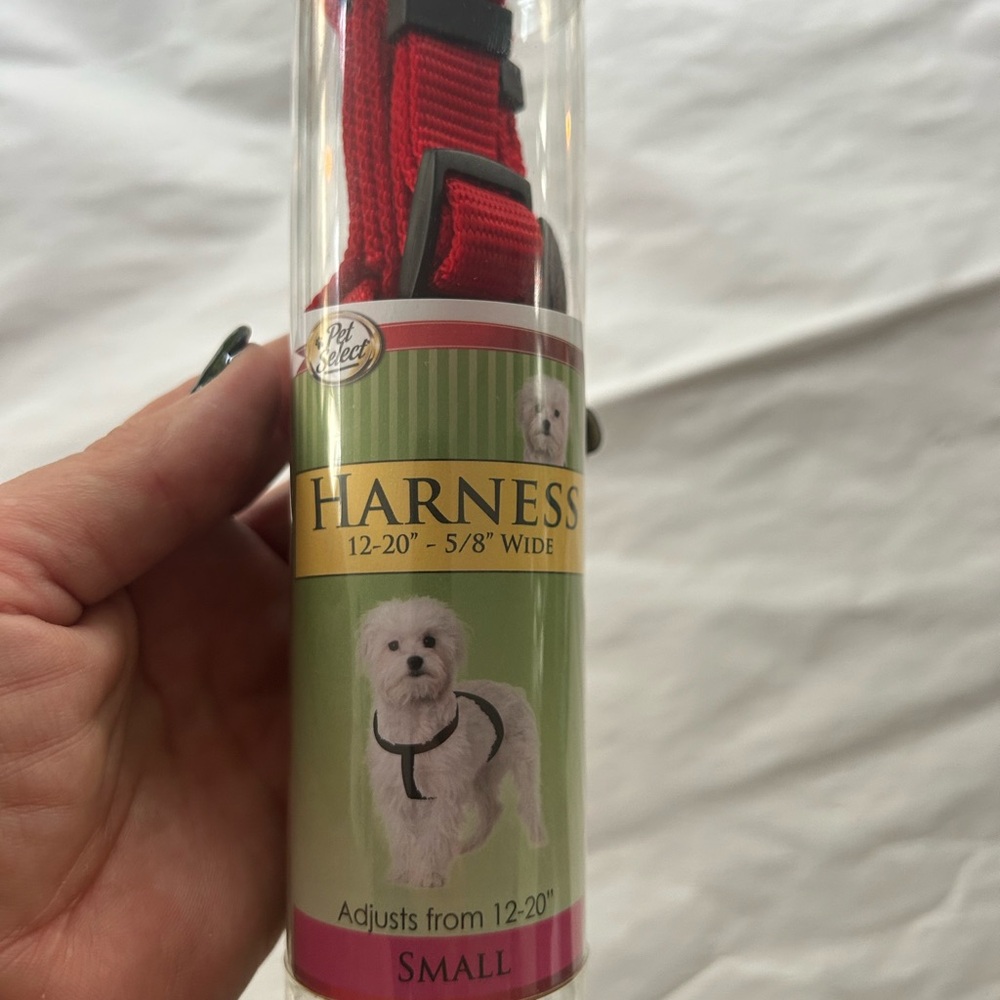 Pet
Select
HARNESS
12-20" - 5/8" WIDE
Adjusts from 12-20"
SMALL